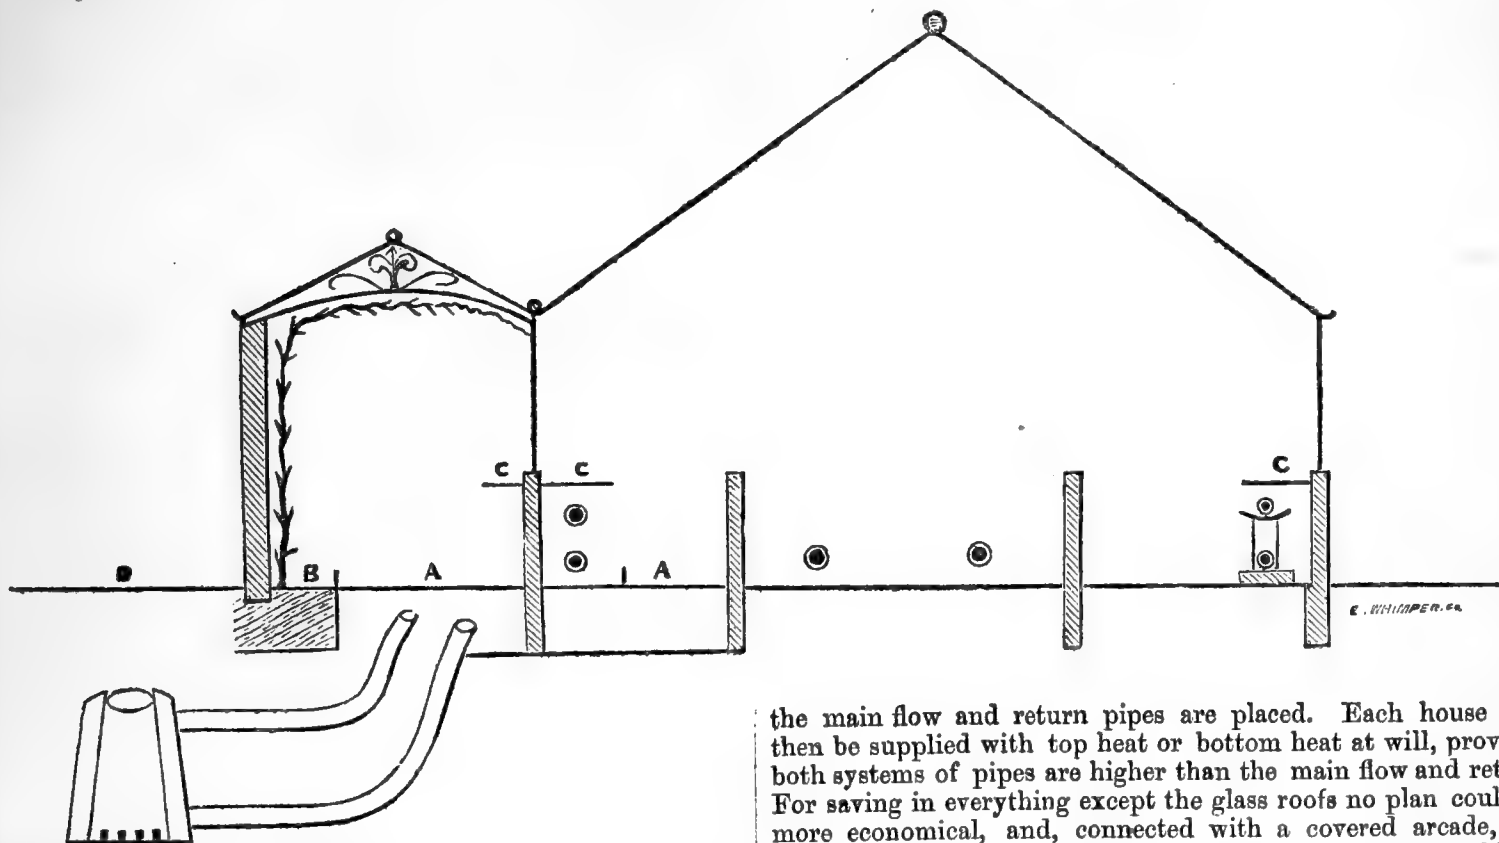 C C C
D B A A
E. WHIMPER. Sc.
the main flow and return pipes are placed. Each house
then be supplied with top heat or bottom heat at will, prov
both systems of pipes are higher than the main flow and ret
For saving in everything except the glass roofs no plan coul
more economical, and, connected with a covered arcade,